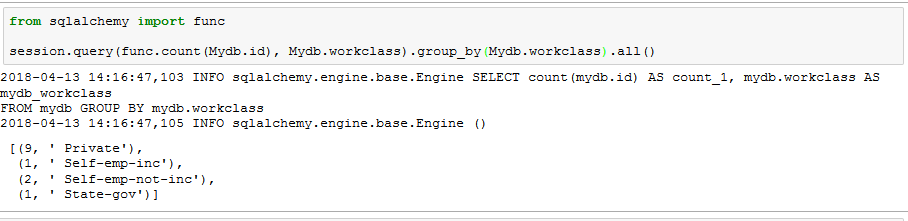 from sqlalchemy import func
session.query(func.count(Mydb.id), Mydb.workclass).group_by(Mydb.workclass).all()
2018-04-13 14:16:47,103 INFO sqlalchemy.engine.base.Engine SELECT count(mydb.id) AS count_1, mydb.workclass AS
mydb_workclass
FROM mydb GROUP BY mydb.workclass
2018-04-13 14:16:47,105 INFO sqlalchemy.engine.base.Engine ()
[(9, ' Private'),
(1, ' Self-emp-inc'),
(2, ' Self-emp-not-inc'),
(1, ' State-gov')]